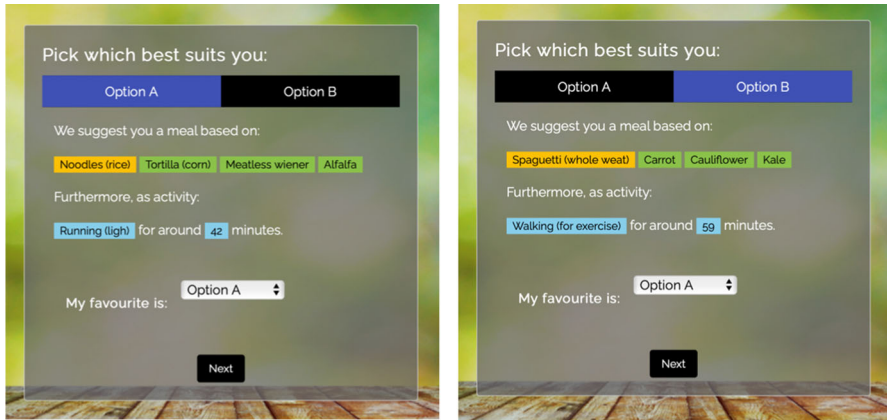 Pick which best suits you:
Option A Option B
We suggest you a meal based on:
Noodles (rice) Tortilla (corn) Meatless wiener Alfalfa
Furthermore, as activity:
Running (ligh) for around 42 minutes.
My favourite is: Option A
Next
Pick which best suits you:
Option A Option B
We suggest you a meal based on:
Spaguetti (whole weat) Carrot Cauliflower Kale
Furthermore, as activity:
Walking (for exercise) for around 59 minutes.
My favourite is: Option A
Next